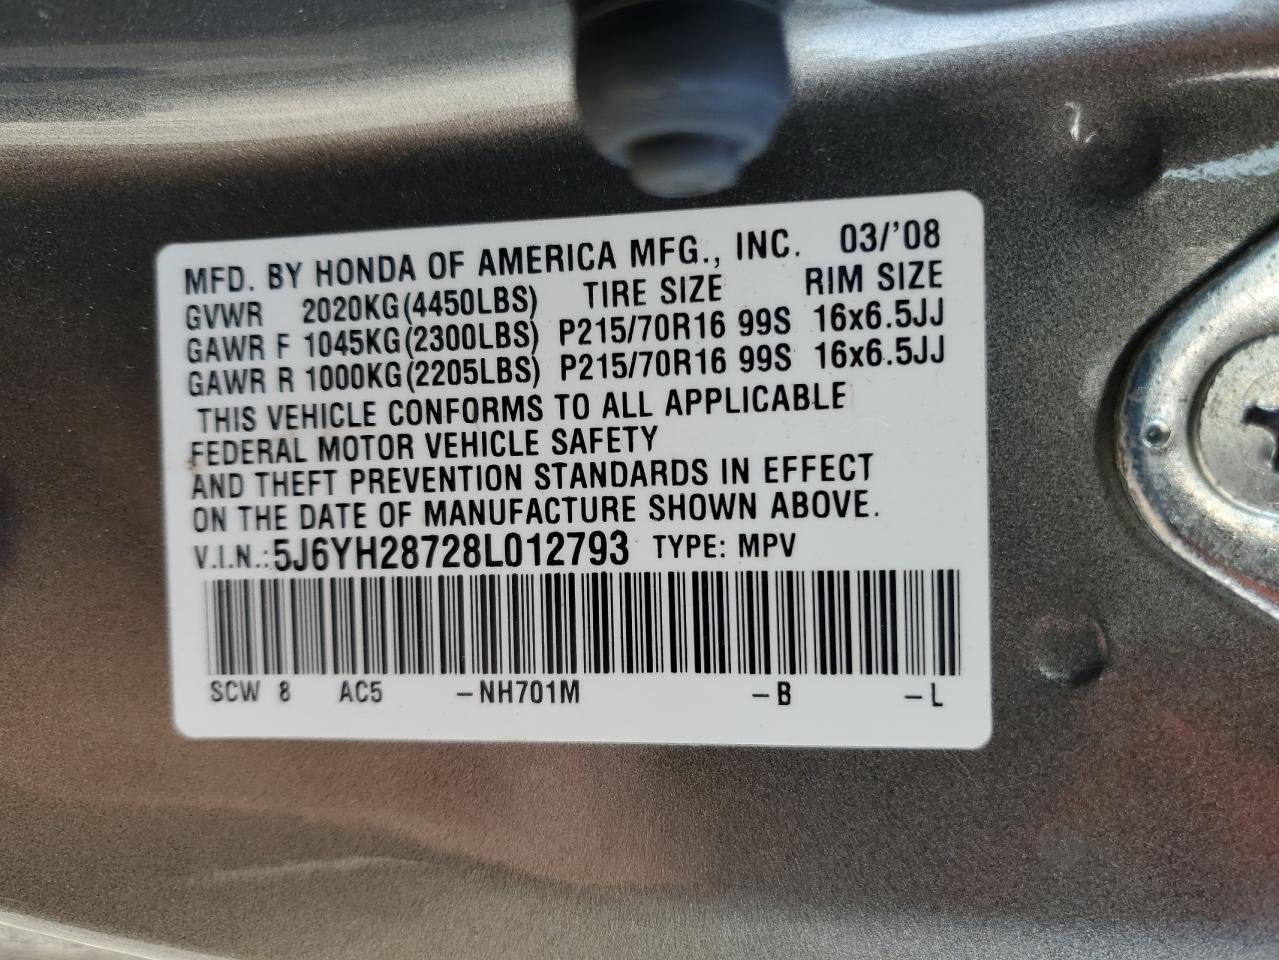 MFD. BY HONDA OF AMERICA MFG., INC. 03/'08
GVWR 2020KG(4450LBS) TIRE SIZE RIM SIZE
GAWR F 1045KG(2300LBS) P215/70R16 99S 16x6.5JJ
GAWR R 1000KG(2205LBS) P215/70R16 99S 16x6.5JJ
THIS VEHICLE CONFORMS TO ALL APPLICABLE
FEDERAL MOTOR VEHICLE SAFETY
AND THEFT PREVENTION STANDARDS IN EFFECT
ON THE DATE OF MANUFACTURE SHOWN ABOVE.
V.I.N.: 5J6YH28728L012793 TYPE: MPV
SCW 8 AC5 -NH701M -B -L